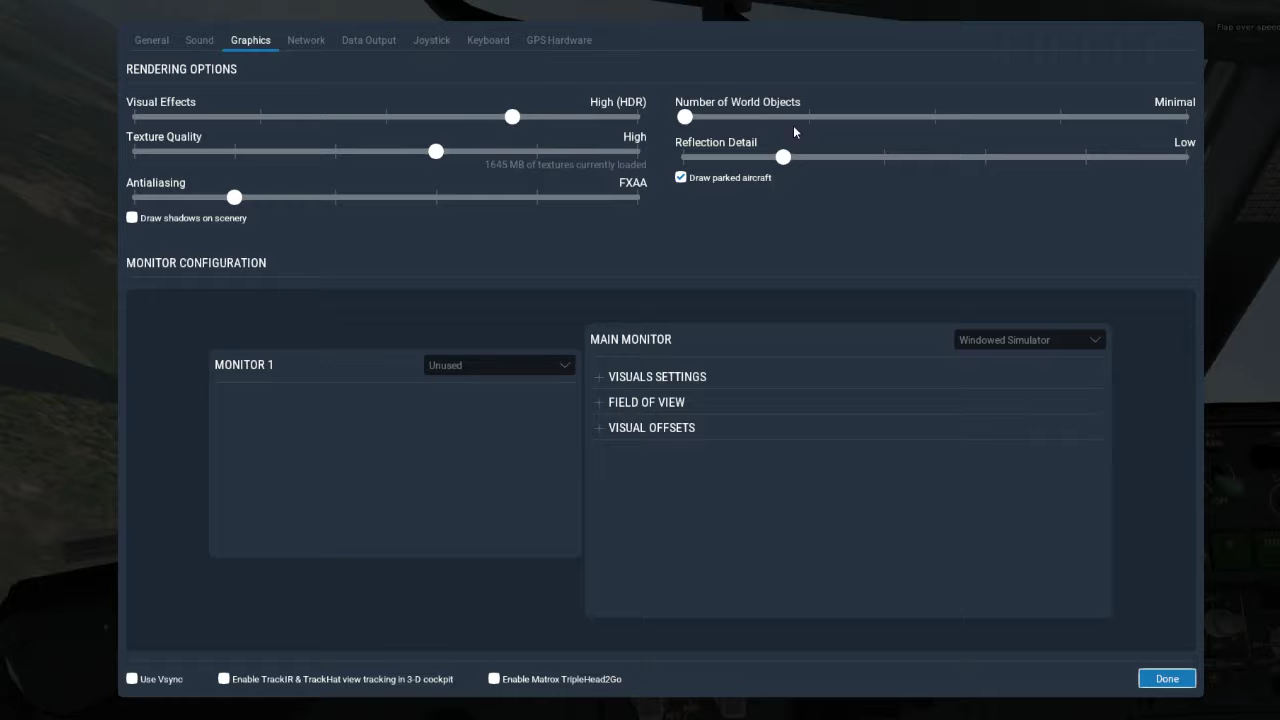 General Sound Graphics Network Data Output Joystick Keyboard GPS Hardware
Flap over speed
RENDERING OPTIONS
Visual Effects High (HDR)
Texture Quality High
1645 MB of textures currently loaded
Antialiasing FXAA
Draw shadows on scenery
Number of World Objects Minimal
Reflection Detail Low
Draw parked aircraft
MONITOR CONFIGURATION
MONITOR 1 Unused
MAIN MONITOR Windowed Simulator
VISUALS SETTINGS
FIELD OF VIEW
VISUAL OFFSETS
Use Vsync Enable TrackIR & TrackHat view tracking in 3-D cockpit Enable Matrox TripleHead2Go Done